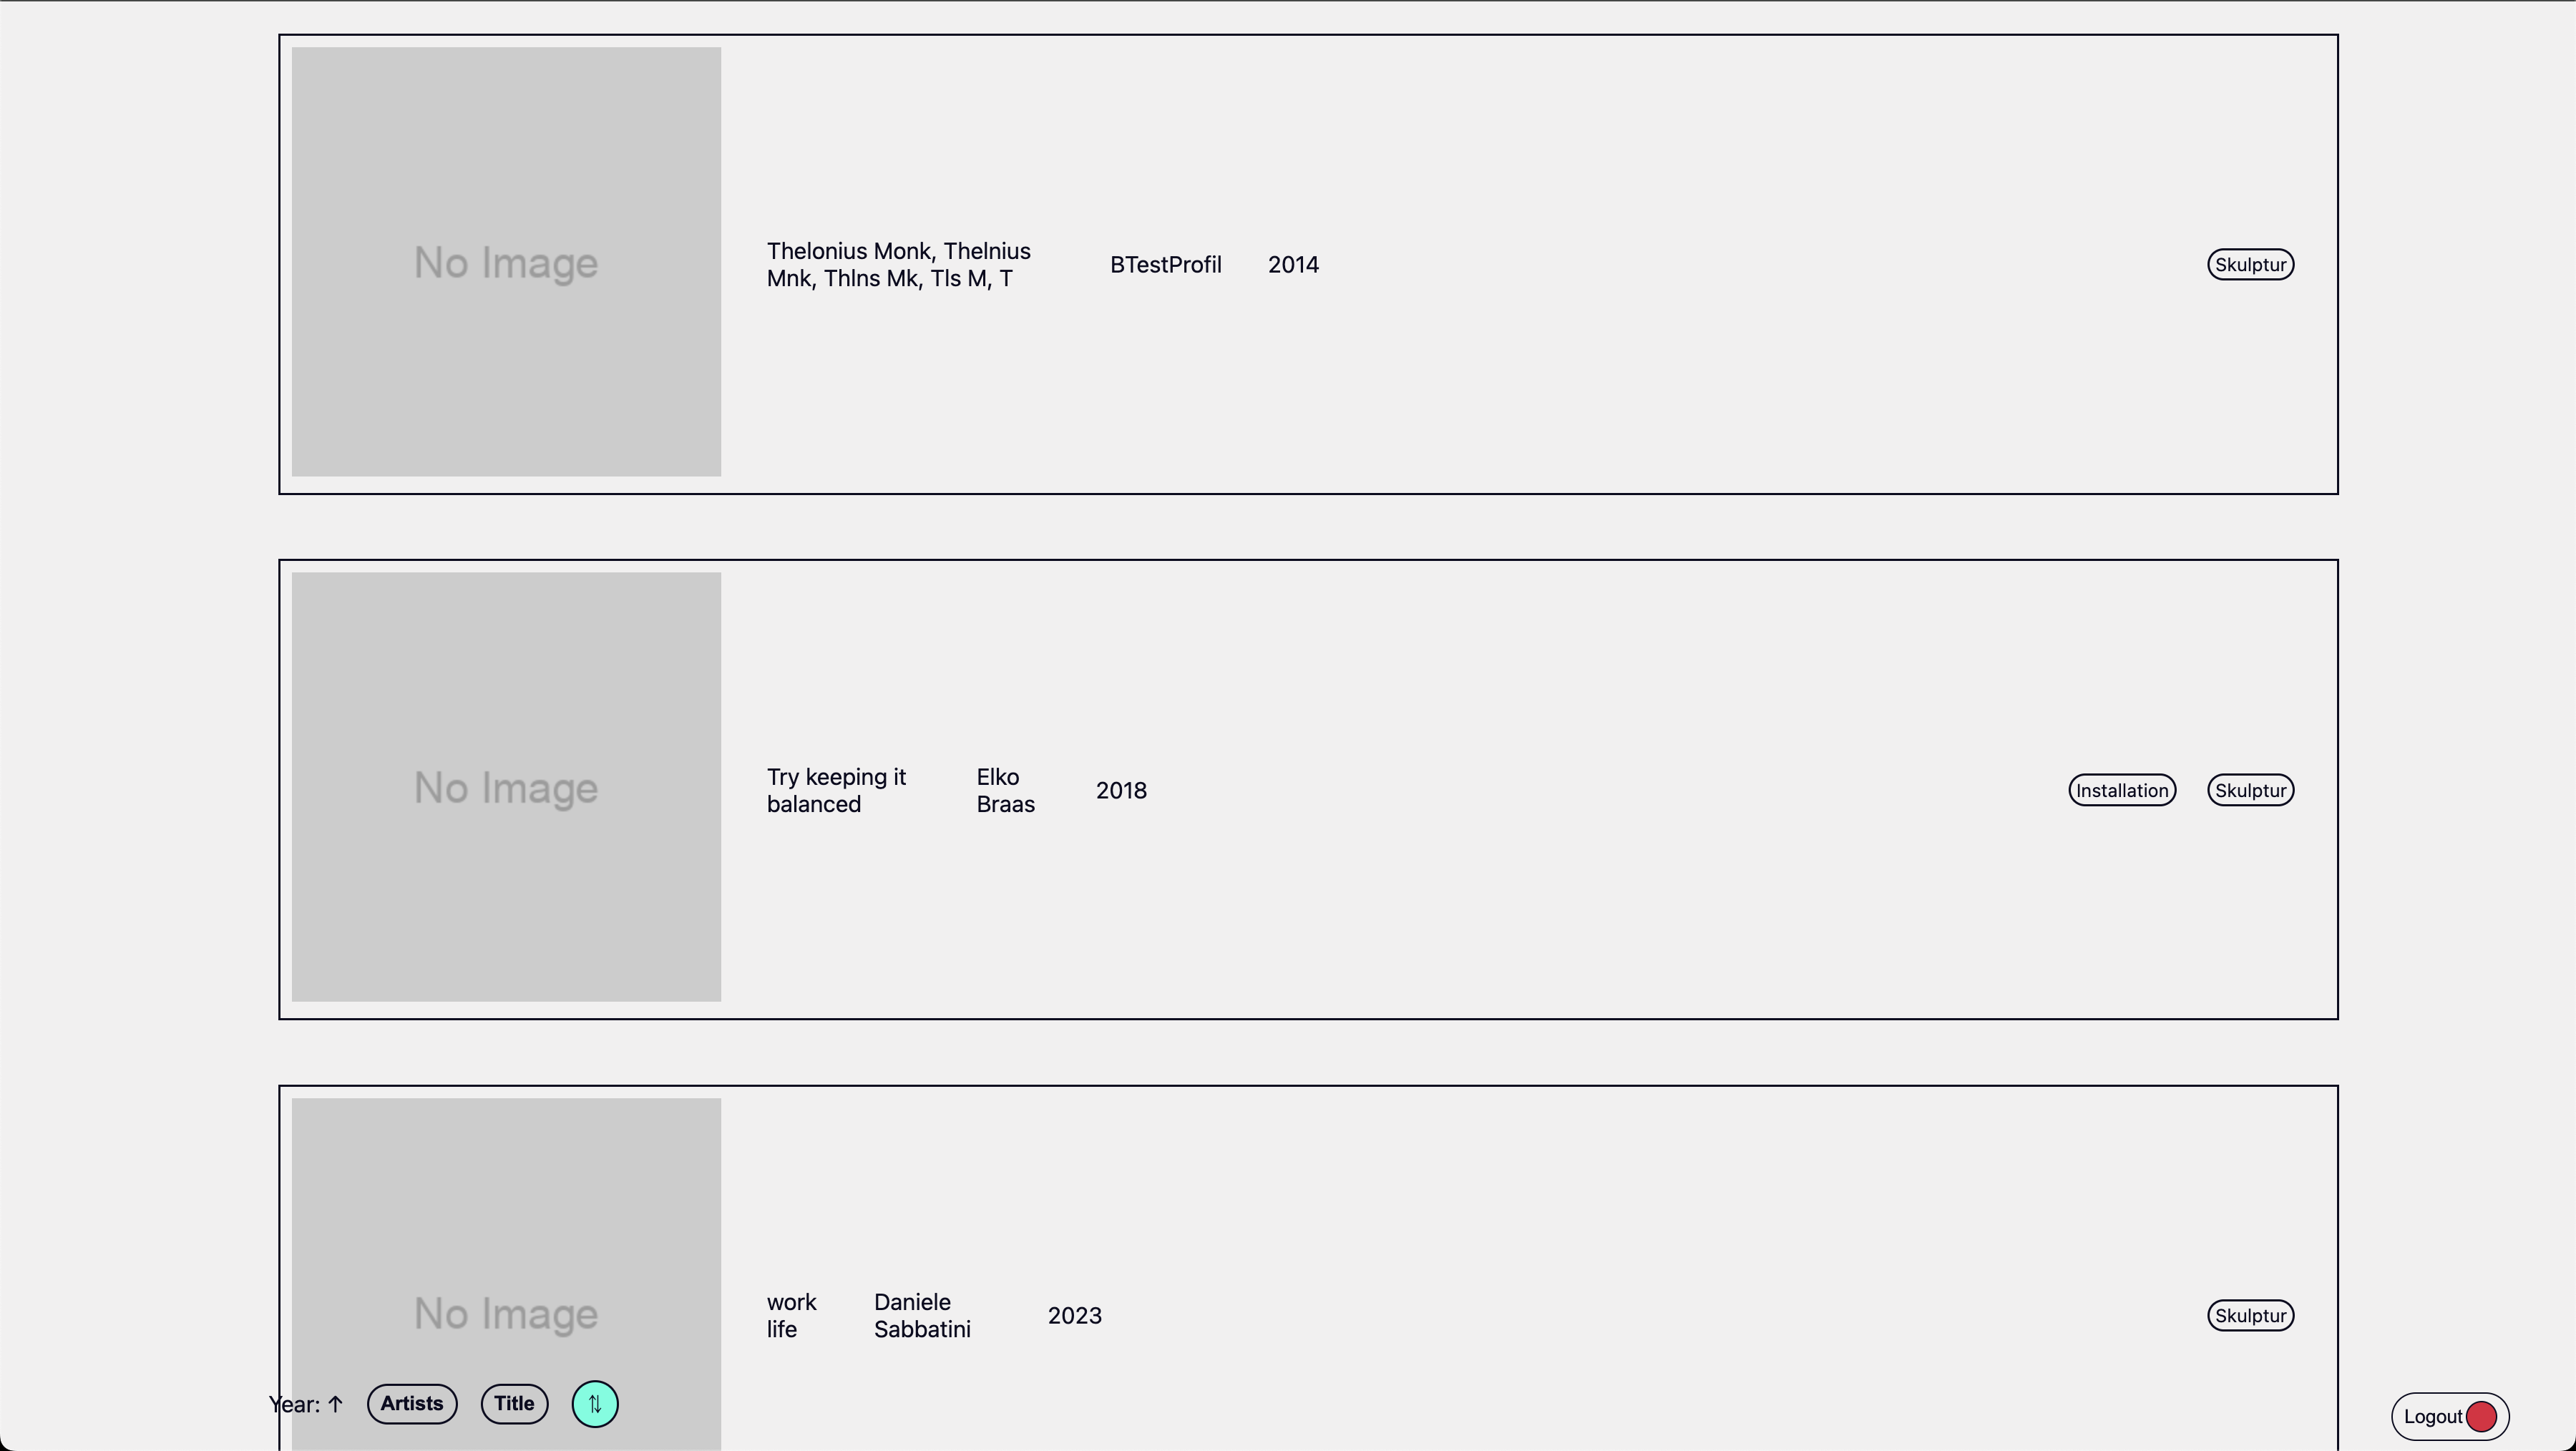 No Image
Thelonius Monk, Thelnius
Mnk, Thlns Mk, Tls M, T
BTestProfil
2014
Skulptur
No Image
Try keeping it
balanced
Elko
Braas
2018
Installation
Skulptur
No Image
work
life
Daniele
Sabbatini
2023
Skulptur
Year: ↑
Artists
Title
⇅
Logout